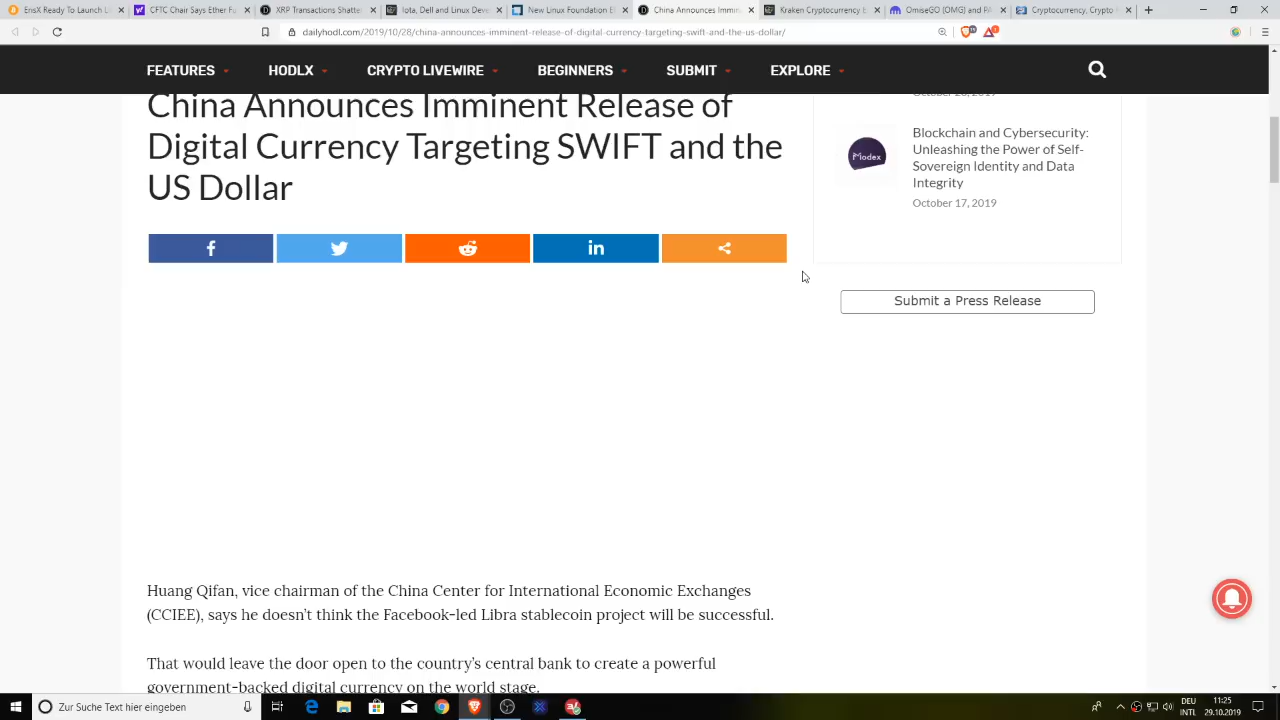 EnsX Ready to Launch: Li
CFTC Chair Says Ether Fu
XRP Transactions Smash
Iota, Dell and Linux Deve
New Linux Foundation E
China Announces Immin
Kraken Cryptocurrency E
OmiseGO (OMG) and PA
Cryptocurrency, Crypto
dailyhodl.com/2019/10/28/china-announces-imminent-release-of-digital-currency-targeting-swift-and-the-us-dollar/
FEATURES HODLX CRYPTO LIVEWIRE BEGINNERS SUBMIT EXPLORE
China Announces Imminent Release of
Digital Currency Targeting SWIFT and the
US Dollar
Blockchain and Cybersecurity:
Unleashing the Power of Self-
Sovereign Identity and Data
Integrity
October 17, 2019
Modex
Submit a Press Release
Huang Qifan, vice chairman of the China Center for International Economic Exchanges
(CCIEE), says he doesn't think the Facebook-led Libra stablecoin project will be successful.
That would leave the door open to the country's central bank to create a powerful
government-backed digital currency on the world stage.
Zur Suche Text hier eingeben
DEU
INTL
11:25
29.10.2019